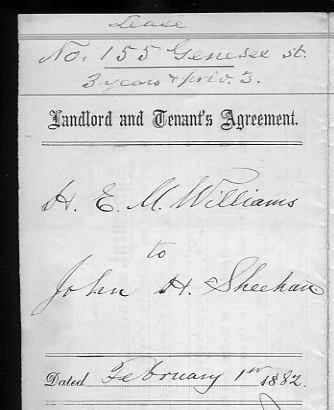 Lease
No. 155 Genesee st.
3 years & priv. 3.
Landlord and Tenant's Agreement.
H. E. M. Williams
to
John H. Sheehan
Dated February 1st 1882.